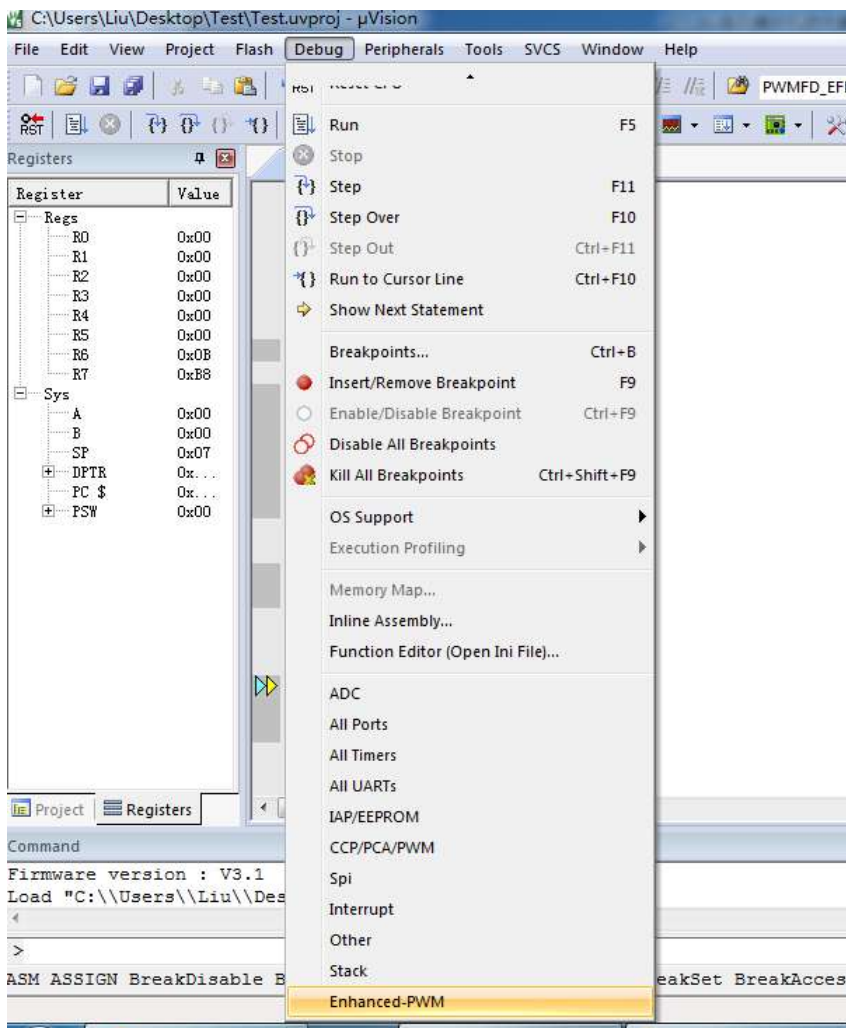 C:\Users\Liu\Desktop\Test\Test.uvproj - µVision
File Edit View Project Flash Debug Peripherals Tools SVCS Window Help
PWMFD_EFI
RST
Registers
Register Value
Regs
R0 0x00
R1 0x00
R2 0x00
R3 0x00
R4 0x00
R5 0x00
R6 0x0B
R7 0xB8
Sys
A 0x00
B 0x00
SP 0x07
DPTR 0x...
PC $ 0x...
PSW 0x00
Project Registers
Run F5
Stop
Step F11
Step Over F10
Step Out Ctrl+F11
Run to Cursor Line Ctrl+F10
Show Next Statement
Breakpoints... Ctrl+B
Insert/Remove Breakpoint F9
Enable/Disable Breakpoint Ctrl+F9
Disable All Breakpoints
Kill All Breakpoints Ctrl+Shift+F9
OS Support
Execution Profiling
Memory Map...
Inline Assembly...
Function Editor (Open Ini File)...
ADC
All Ports
All Timers
All UARTs
IAP/EEPROM
CCP/PCA/PWM
Spi
Interrupt
Other
Stack
Enhanced-PWM
Command
Firmware version : V3.1
Load "C:\\Users\\Liu\\Des
>
ASM ASSIGN BreakDisable B eakSet BreakAcces